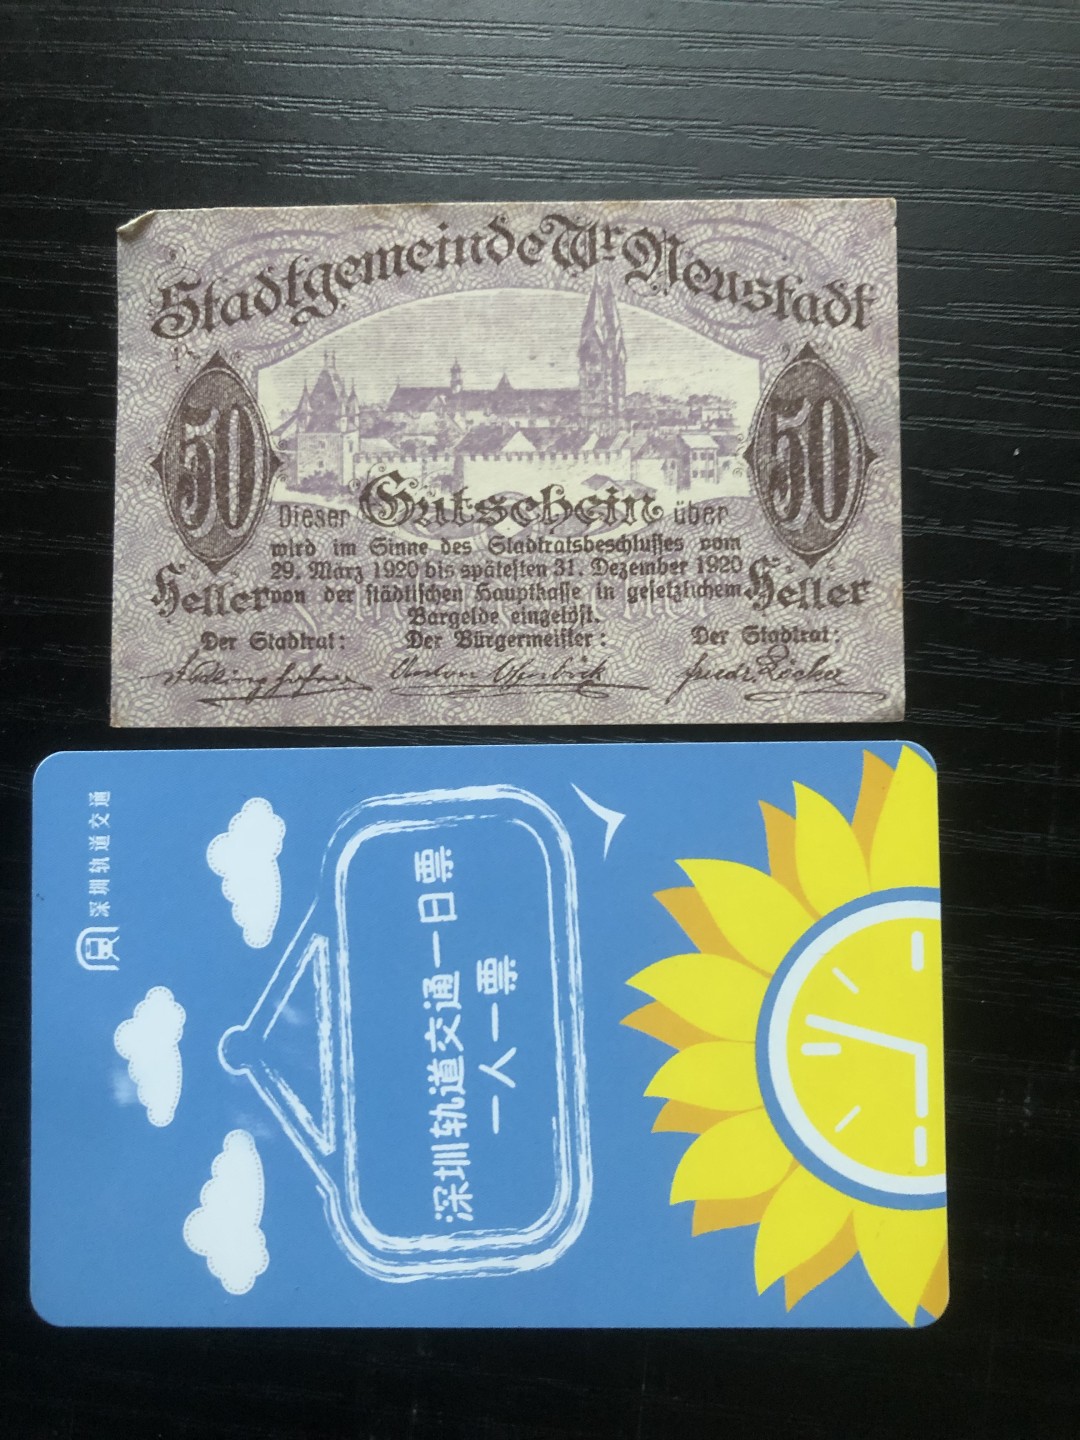 Stadtgemeinde Wr. Neustadt
50
50
Dieser Gutschein über
wird im Sinne des Stadtratsbeschlusses vom
29. März 1920 bis spätesten 31. Dezember 1920
Heller von der städtischen Hauptkasse in gesetzlichem Heller
Bargelde eingelöst.
Der Stadtrat: Der Bürgermeister: Der Stadtrat:
深圳轨道交通
深圳轨道交通一日票
一人一票